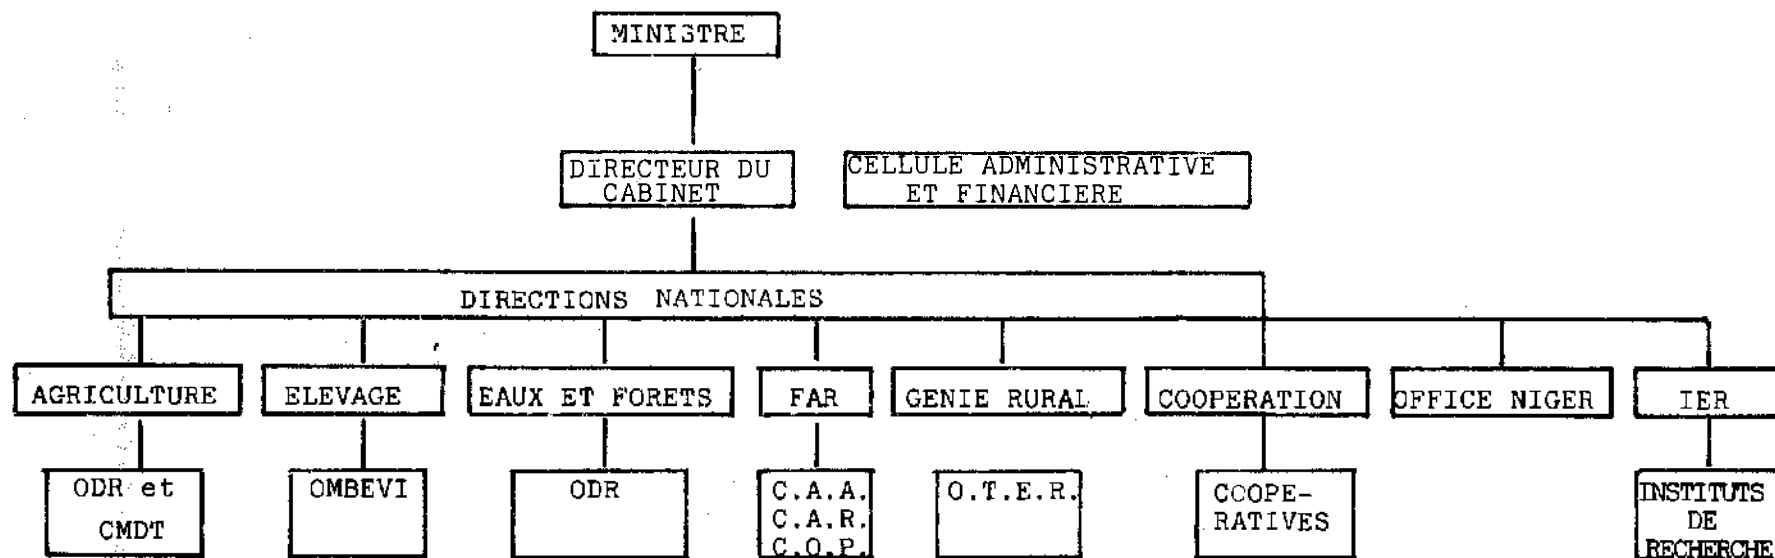 MINISTRE
DIRECTEUR DU
CABINET
CELLULE ADMINISTRATIVE
ET FINANCIERE
DIRECTIONS NATIONALES
AGRICULTURE
ELEVAGE
EAUX ET FORETS
FAR
GENIE RURAL
COOPERATION
OFFICE NIGER
IER
ODR et
CMDT
OMBEVI
ODR
C.A.A.
C.A.R.
C.O.P.
O.T.E.R.
COOPE-
RATIVES
INSTITUTS
DE
RECHERCHE